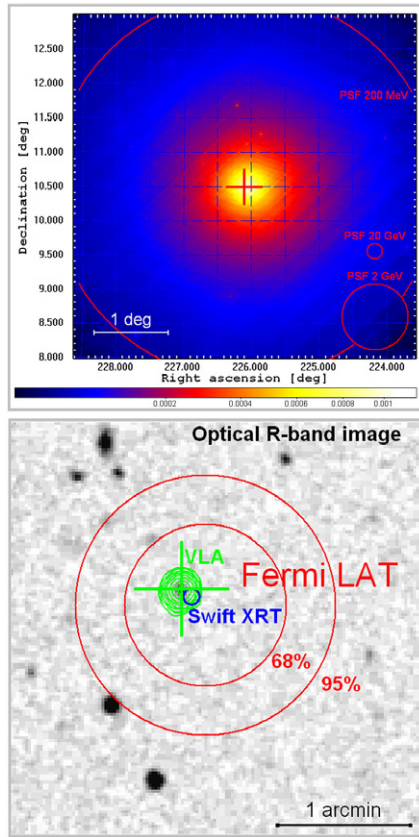 12.500
12.000
11.500
11.000
10.500
10.000
9.500
9.000
8.500
8.000
Declination [deg]
PSF 200 MeV
PSF 20 GeV
PSF 2 GeV
1 deg
228.000
227.000
226.000
225.000
224.000
Right ascension [deg]
0.0002
0.0004
0.0006
0.0008
0.001
Optical R-band image
VLA
Fermi LAT
Swift XRT
68%
95%
1 arcmin